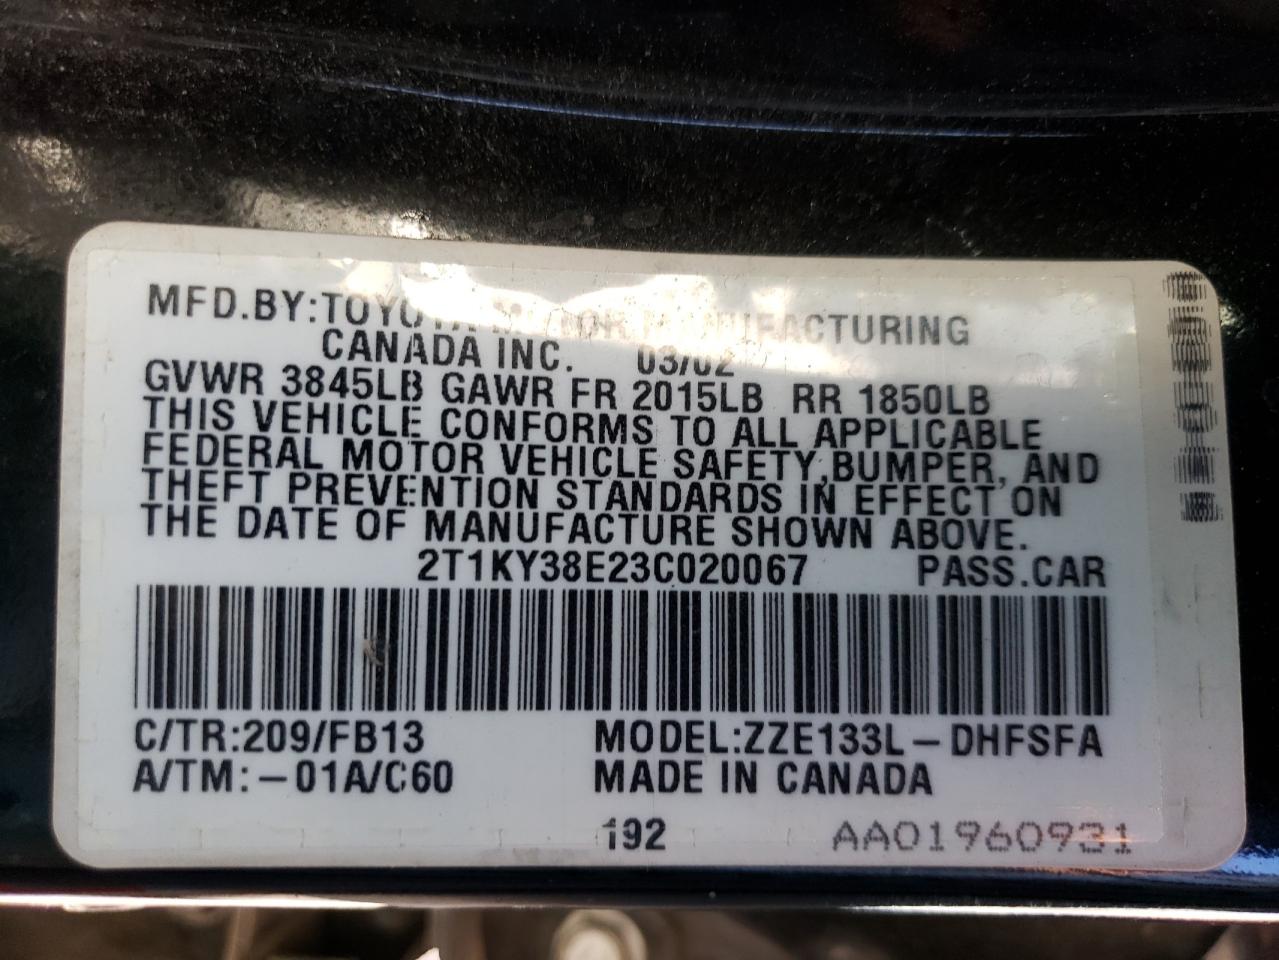 MFD.BY:TOYOTA MOTOR MANUFACTURING
CANADA INC. 03/02
GVWR 3845LB GAWR FR 2015LB RR 1850LB
THIS VEHICLE CONFORMS TO ALL APPLICABLE
FEDERAL MOTOR VEHICLE SAFETY,BUMPER, AND
THEFT PREVENTION STANDARDS IN EFFECT ON
THE DATE OF MANUFACTURE SHOWN ABOVE.
2T1KY38E23C020067 PASS.CAR
C/TR:209/FB13 MODEL:ZZE133L-DHFSFA
A/TM:-01A/C60 MADE IN CANADA
192 AA01960931